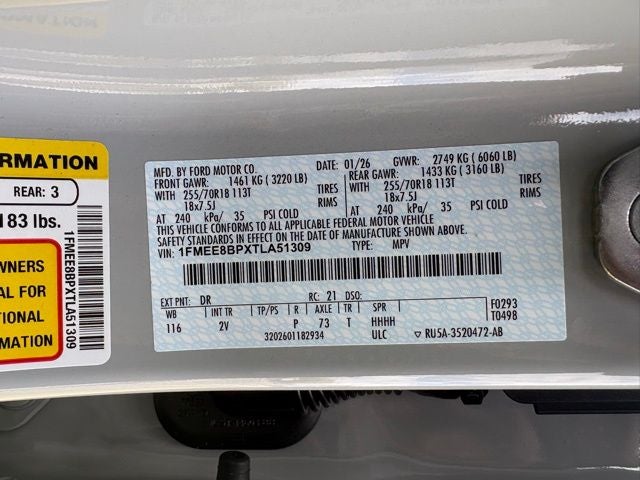 MFD. BY FORD MOTOR CO.
DATE: 01/26 GVWR: 2749 KG (6060 LB)
FRONT GAWR: 1461 KG (3220 LB) REAR GAWR: 1433 KG (3160 LB)
WITH 255/70R18 113T TIRES WITH 255/70R18 113T TIRES
18x7.5J RIMS 18x7.5J RIMS
AT 240 kPa/ 35 PSI COLD AT 240 kPa/ 35 PSI COLD
THIS VEHICLE CONFORMS TO ALL APPLICABLE FEDERAL MOTOR VEHICLE
SAFETY STANDARDS IN EFFECT ON THE DATE OF MANUFACTURE SHOWN ABOVE.
VIN: 1FMEE8BPXTLA51309 TYPE: MPV
EXT PNT: DR RC: 21 DSO: F0293
WB INT TR TP/PS R AXLE TR SPR T0498
116 2V P 73 T HHHH
3202601182934 ULC ▽ RU5A-3520472-AB
ORMATION
REAR: 3
183 lbs.
1FMEE8BPXTLA51309
WNERS
AL FOR
TIONAL
MATION